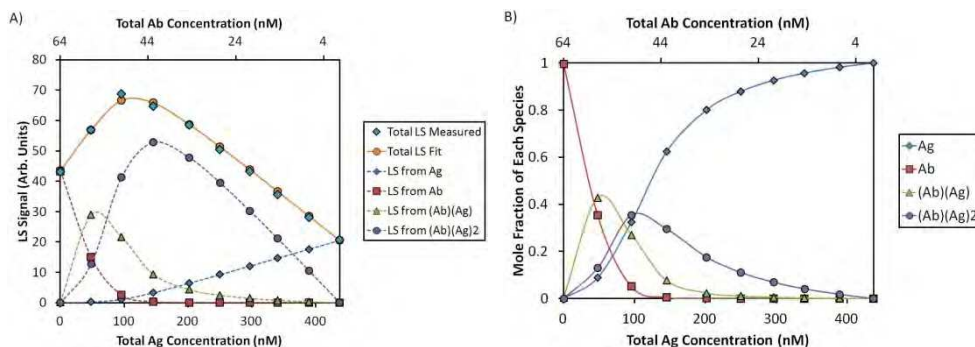 A)
Total Ab Concentration (nM)
64 44 24 4
80
70
60
50
40
30
20
10
0
LS Signal (Arb. Units)
0 100 200 300 400
Total Ag Concentration (nM)
Total LS Measured
Total LS Fit
LS from Ag
LS from Ab
LS from (Ab)(Ag)
LS from (Ab)(Ag)2
B)
Total Ab Concentration (nM)
64 44 24 4
1
0.8
0.6
0.4
0.2
0
Mole Fraction of Each Species
0 100 200 300 400
Total Ag Concentration (nM)
Ag
Ab
(Ab)(Ag)
(Ab)(Ag)2